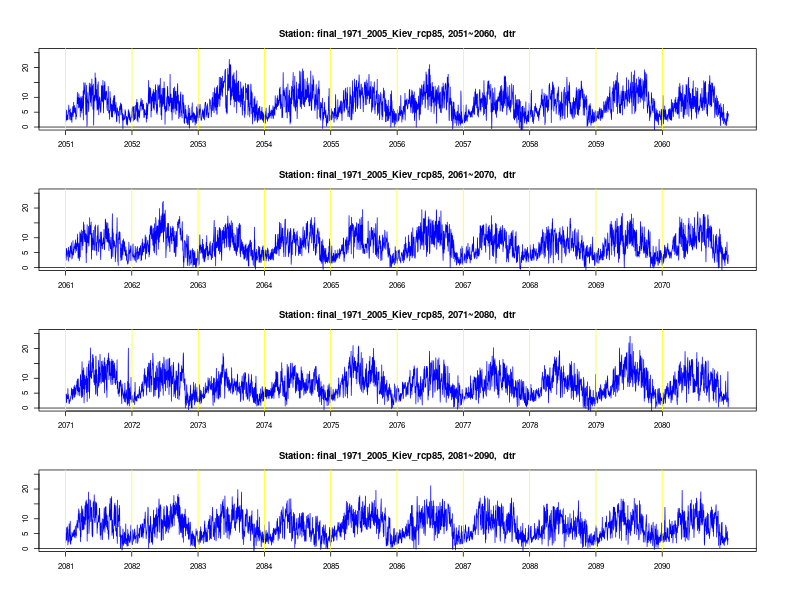 Station: final_1971_2005_Kiev_rcp85, 2051~2060, dtr
20
10
5
0
2051 2052 2053 2054 2055 2056 2057 2058 2059 2060
Station: final_1971_2005_Kiev_rcp85, 2061~2070, dtr
20
10
5
0
2061 2062 2063 2064 2065 2066 2067 2068 2069 2070
Station: final_1971_2005_Kiev_rcp85, 2071~2080, dtr
20
10
5
0
2071 2072 2073 2074 2075 2076 2077 2078 2079 2080
Station: final_1971_2005_Kiev_rcp85, 2081~2090, dtr
20
10
5
0
2081 2082 2083 2084 2085 2086 2087 2088 2089 2090